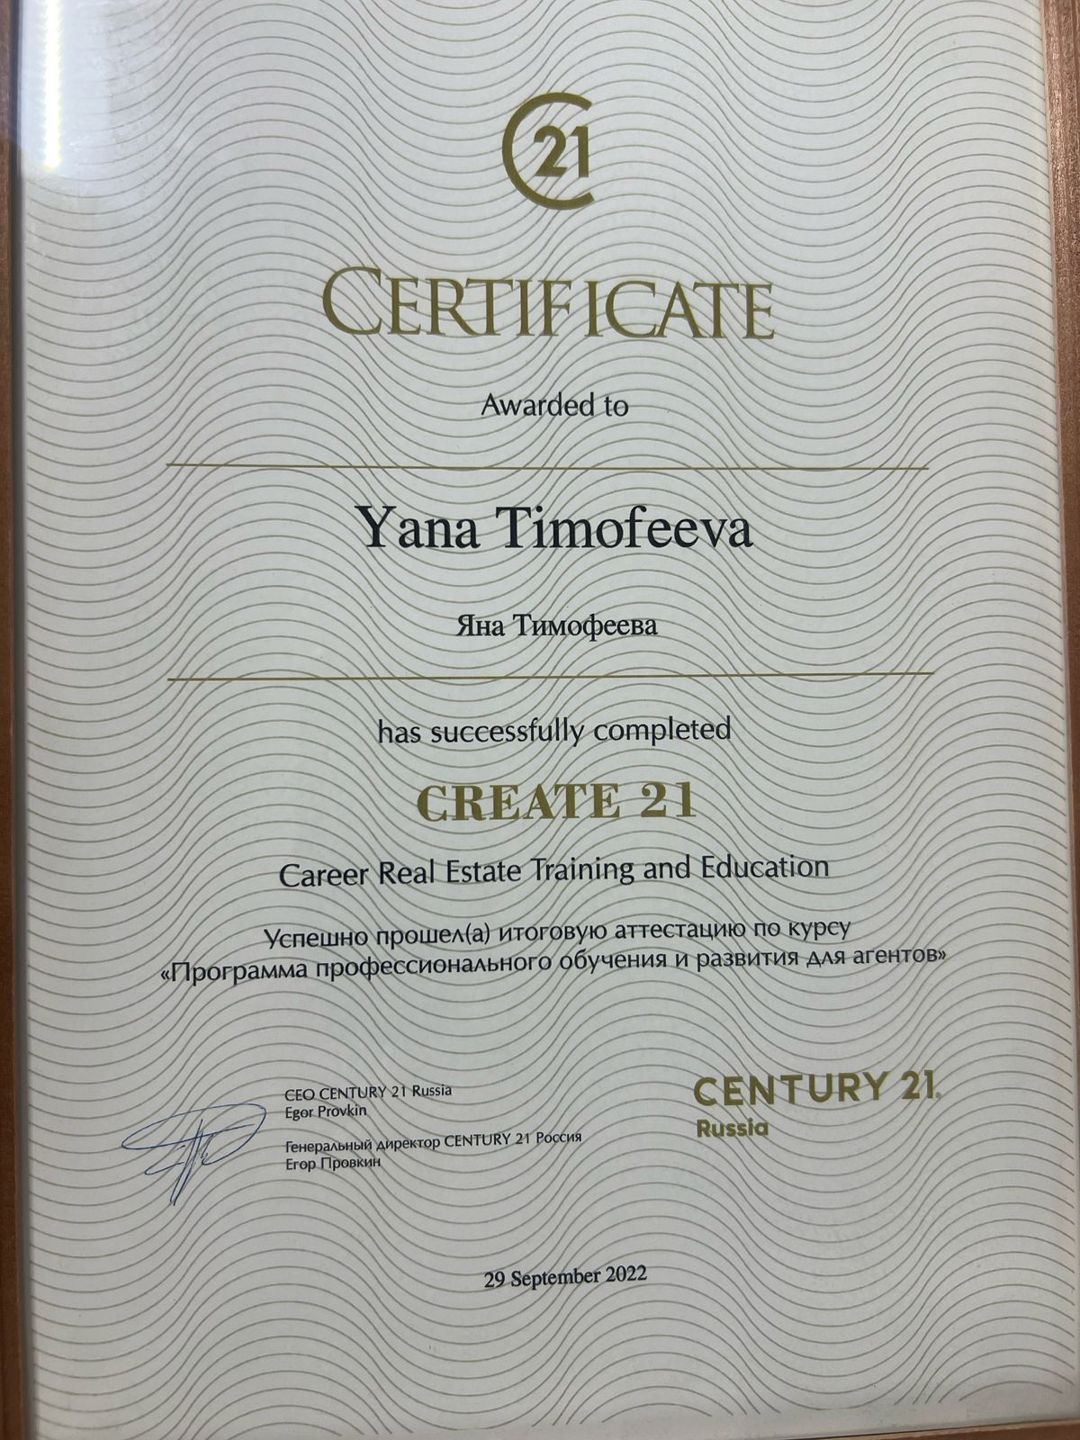 C21
CERTIFICATE
Awarded to
Yana Timofeeva
Яна Тимофеева
has successfully completed
CREATE 21
Career Real Estate Training and Education
Успешно прошел(а) итоговую аттестацию по курсу
«Программа профессионального обучения и развития для агентов»
CEO CENTURY 21 Russia
Egor Provkin
Генеральный директор CENTURY 21 Россия
Егор Провкин
CENTURY 21®
Russia
29 September 2022